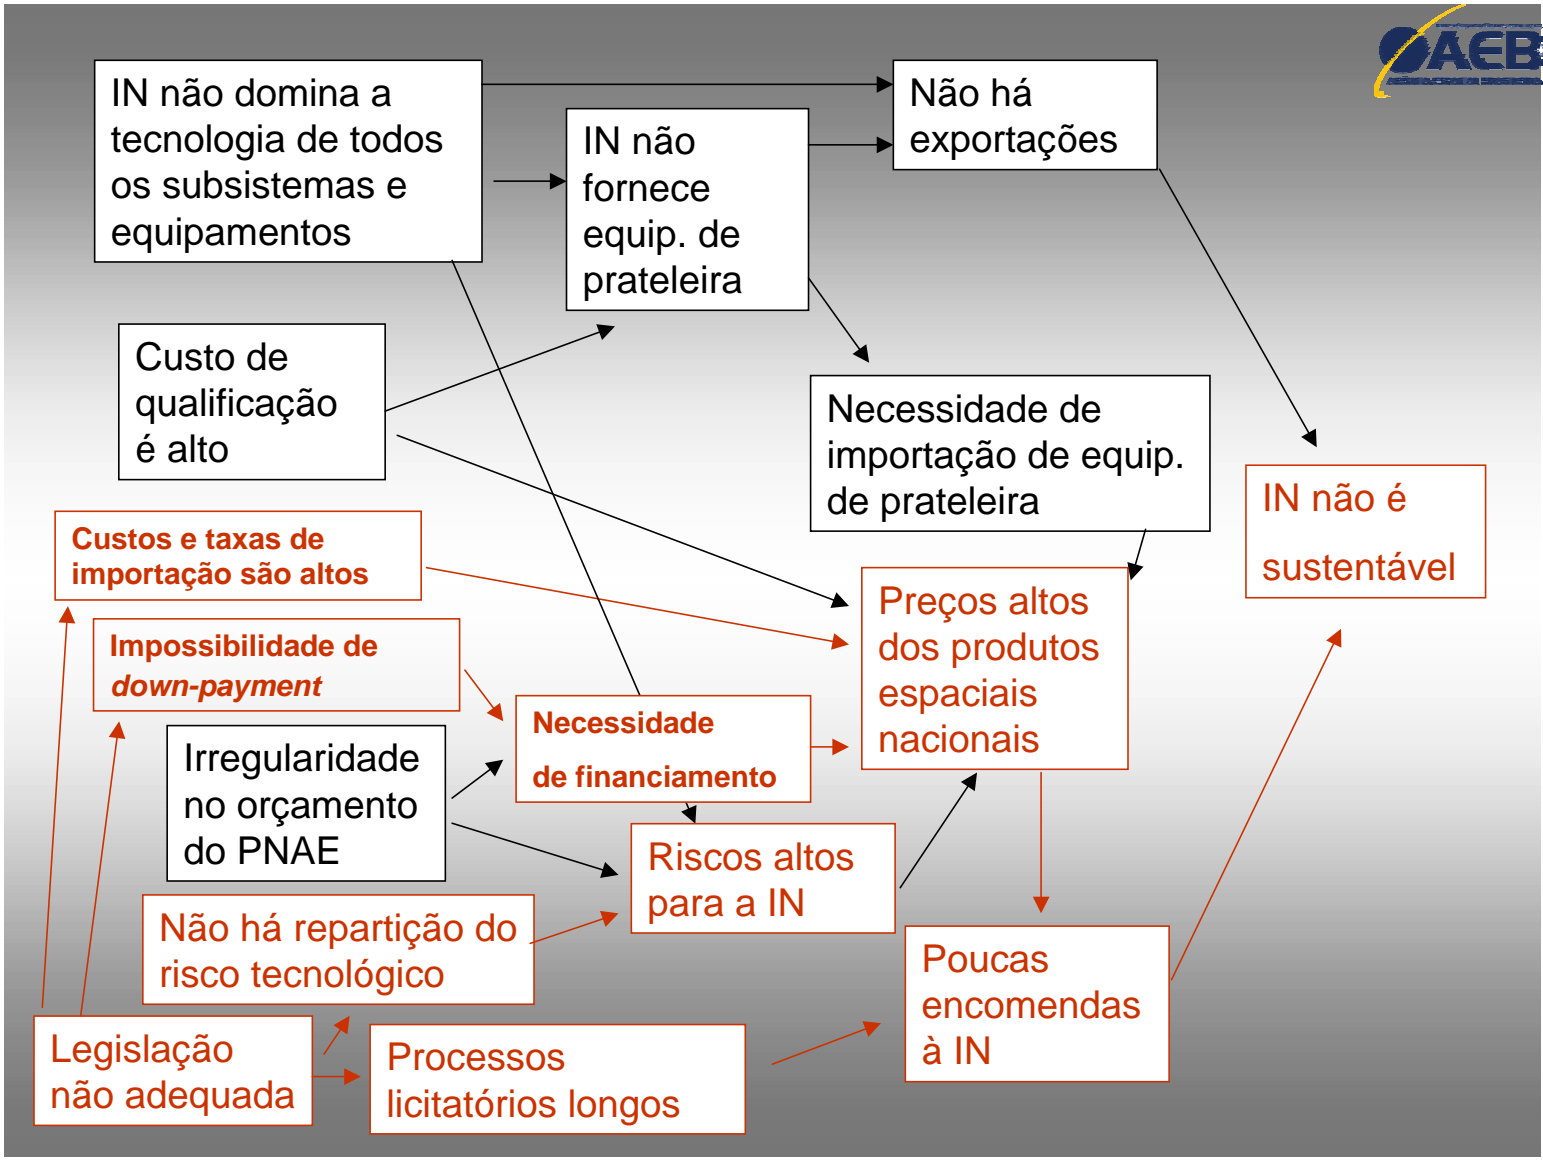 AEB
IN não domina a
tecnologia de todos
os subsistemas e
equipamentos
IN não
fornece
equip. de
prateleira
Não há
exportações
Custo de
qualificação
é alto
Necessidade de
importação de equip.
de prateleira
IN não é
sustentável
Custos e taxas de
importação são altos
Impossibilidade de
down-payment
Preços altos
dos produtos
espaciais
nacionais
Necessidade
de financiamento
Irregularidade
no orçamento
do PNAE
Riscos altos
para a IN
Não há repartição do
risco tecnológico
Poucas
encomendas
à IN
Legislação
não adequada
Processos
licitatórios longos